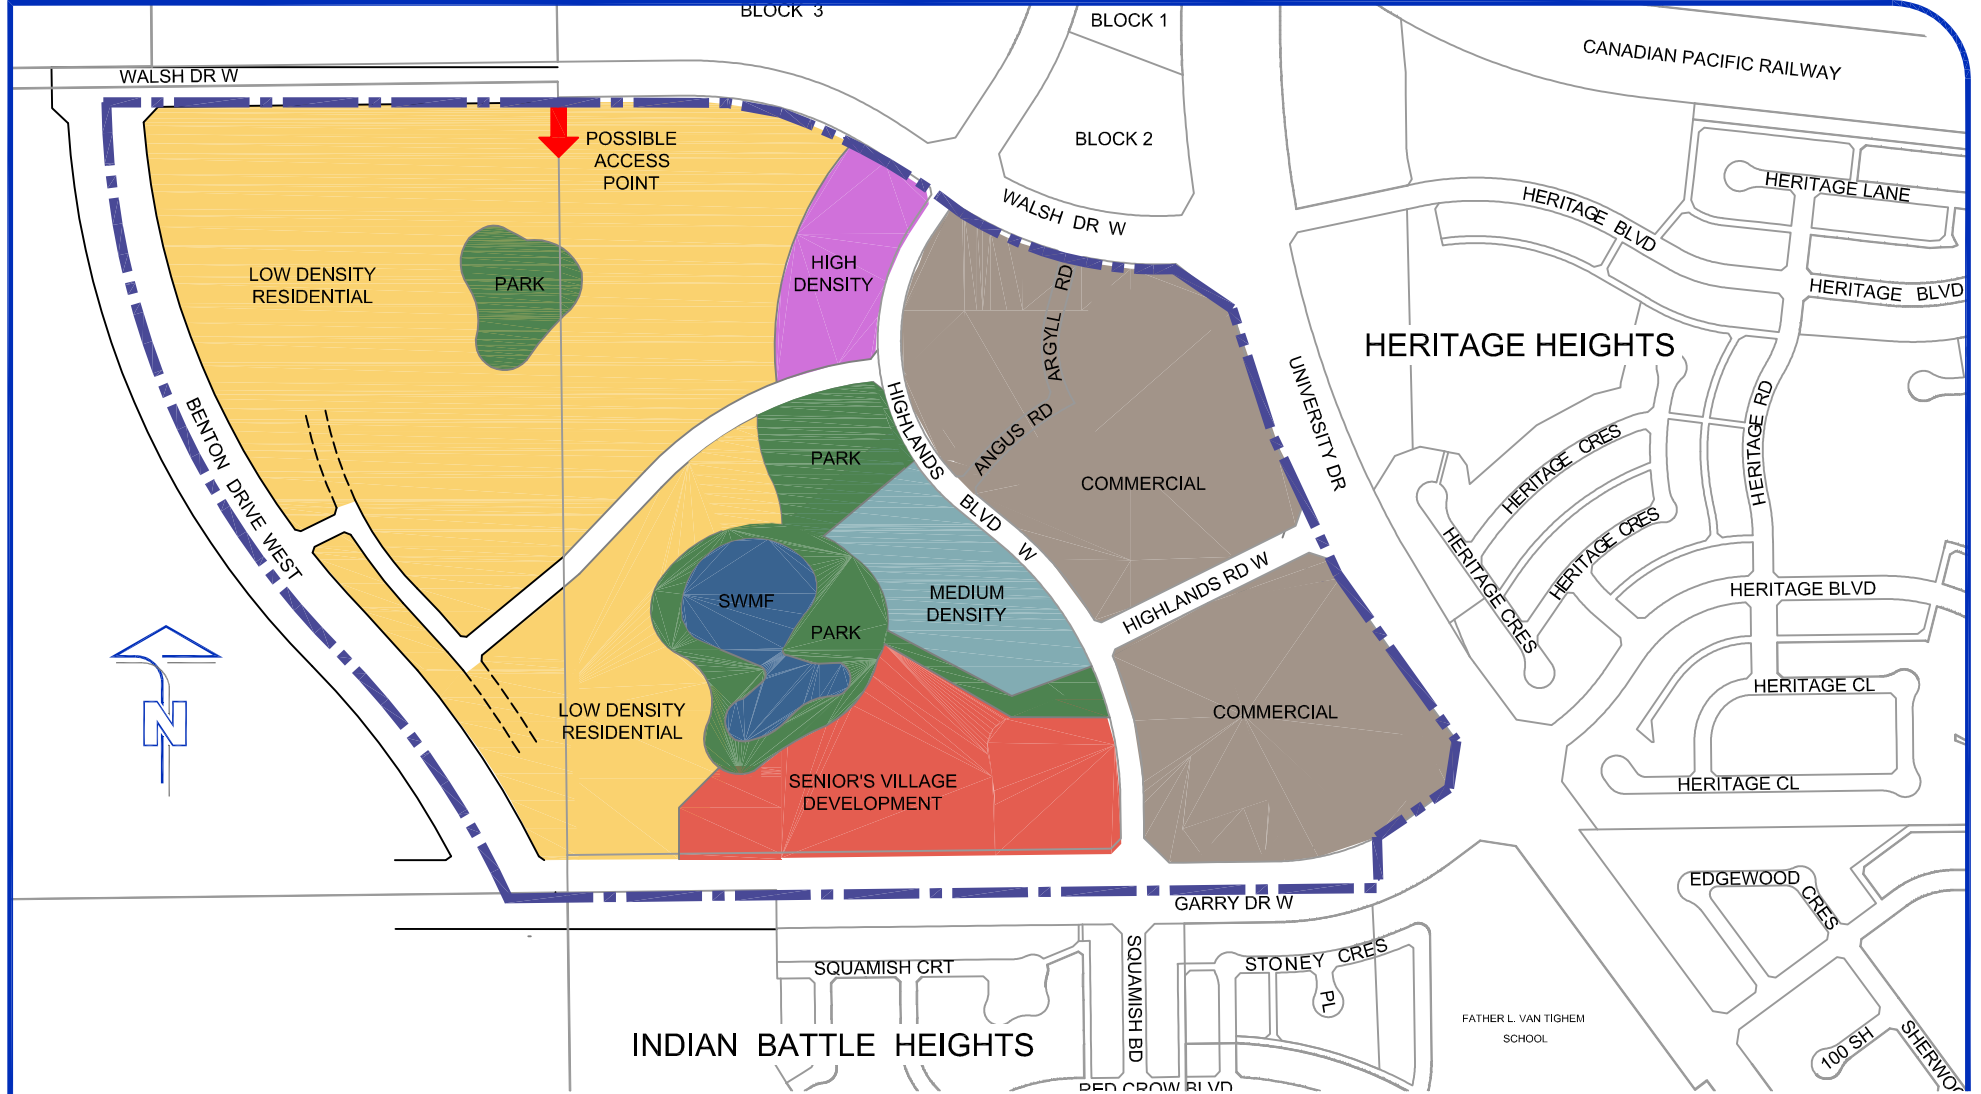 BLOCK 3
BLOCK 1
CANADIAN PACIFIC RAILWAY
WALSH DR W
BLOCK 2
POSSIBLE
ACCESS
POINT
HERITAGE LANE
WALSH DR W
HERITAGE BLVD
HIGH
DENSITY
LOW DENSITY
RESIDENTIAL
PARK
ARGYLL RD
HERITAGE BLVD
HERITAGE HEIGHTS
UNIVERSITY DR
BENTON DRIVE WEST
HIGHLANDS BLVD W
ANGUS RD
HERITAGE RD
PARK
COMMERCIAL
HERITAGE CRES
HERITAGE CRES
HERITAGE CRES
SWMF
MEDIUM
DENSITY
HIGHLANDS RD W
HERITAGE BLVD
PARK
N
LOW DENSITY
RESIDENTIAL
COMMERCIAL
HERITAGE CL
SENIOR'S VILLAGE
DEVELOPMENT
HERITAGE CL
GARRY DR W
EDGEWOOD CRES
SQUAMISH CRT
SQUAMISH BD
STONEY CRES
PL
FATHER L. VAN TIGHEM
SCHOOL
INDIAN BATTLE HEIGHTS
100 SH
SHERWOO
RED CROW BLVD